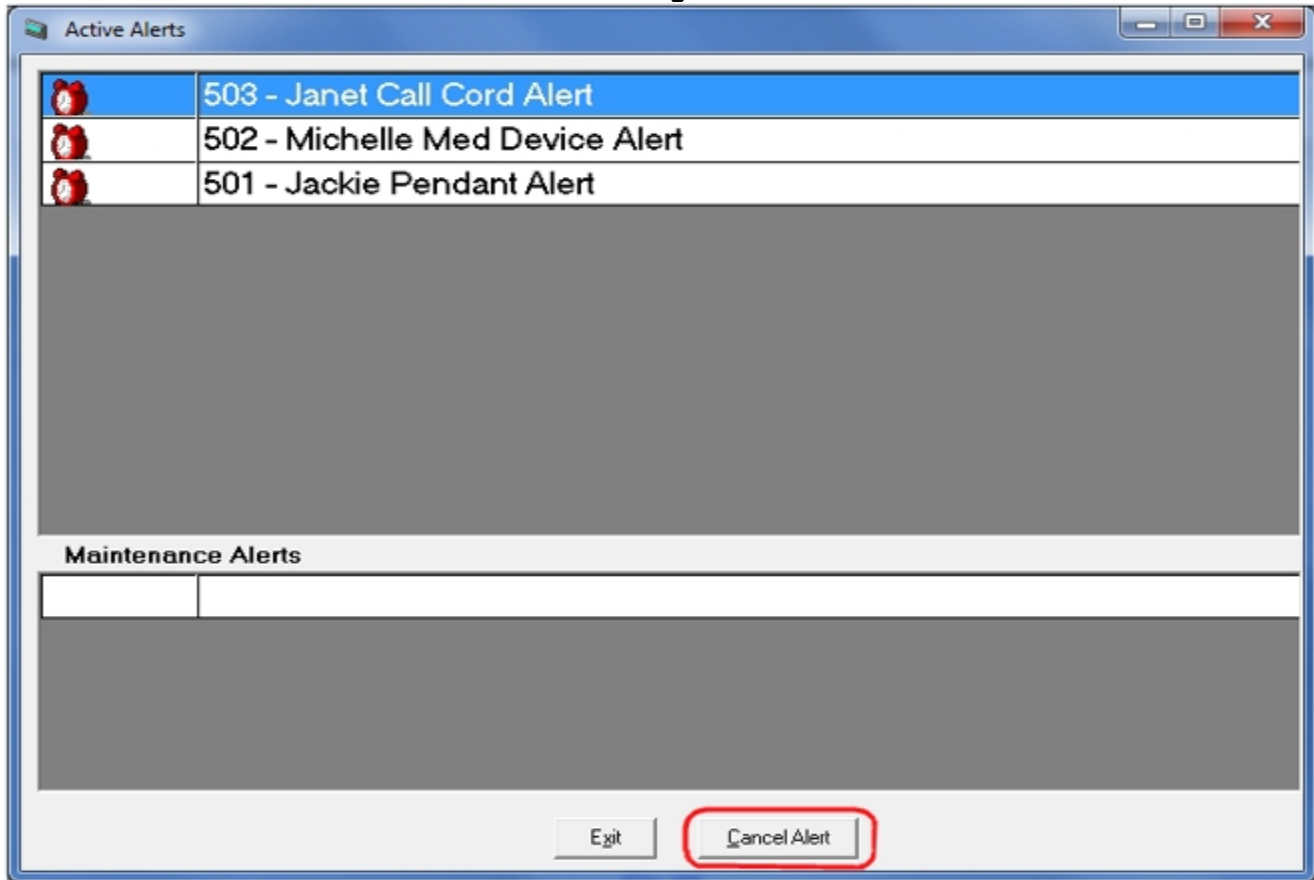 Active Alerts
503 - Janet Call Cord Alert
502 - Michelle Med Device Alert
501 - Jackie Pendant Alert
Maintenance Alerts
Exit
Cancel Alert